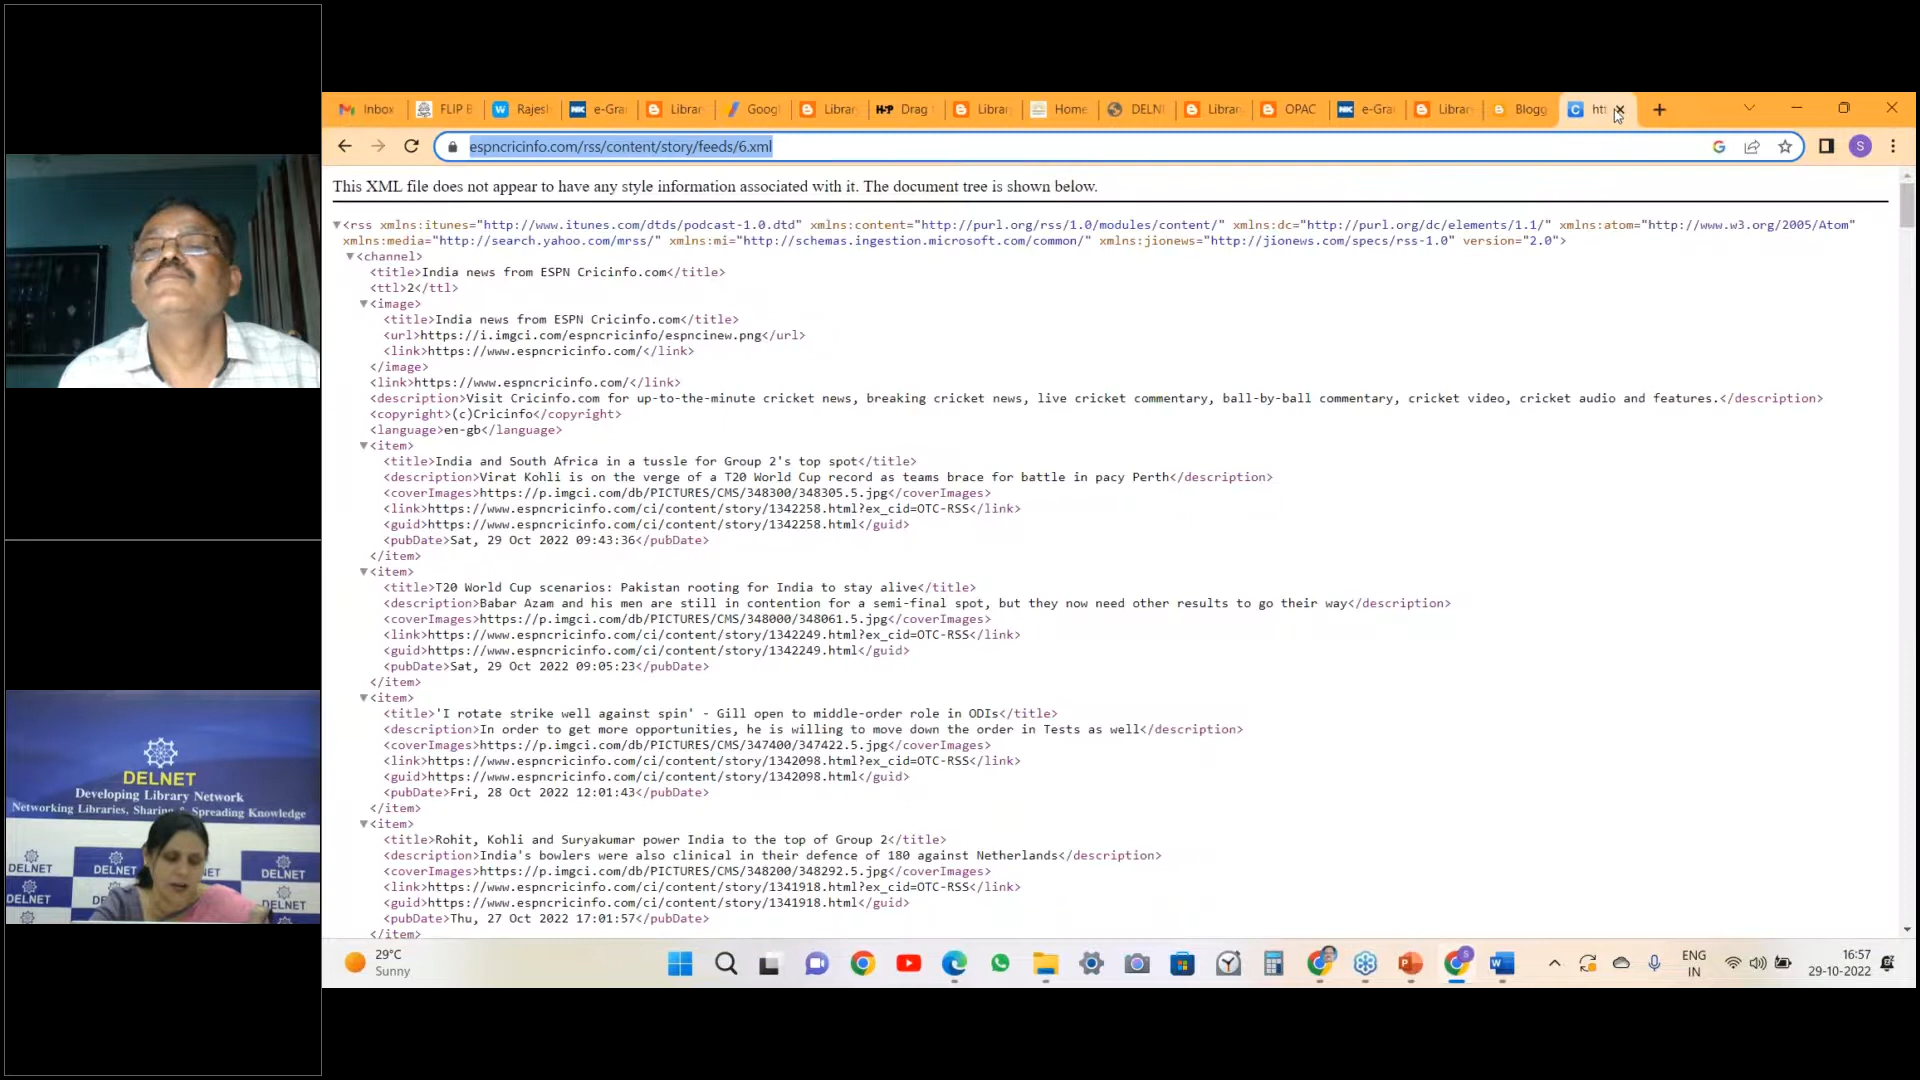 Inbox
FLIP B
Rajesh
NK e-Gra
Librar
Googl
Librar
H-P Drag
Librar
Home
DELN
Librar
OPAC
NK e-Gra
Librar
Blogg
C htt
espncricinfo.com/rss/content/story/feeds/6.xml
S
This XML file does not appear to have any style information associated with it. The document tree is shown below.
<rss xmlns:itunes="http://www.itunes.com/dtds/podcast-1.0.dtd" xmlns:content="http://purl.org/rss/1.0/modules/content/" xmlns:dc="http://purl.org/dc/elements/1.1/" xmlns:atom="http://www.w3.org/2005/Atom"
xmlns:media="http://search.yahoo.com/mrss/" xmlns:mi="http://schemas.ingestion.microsoft.com/common/" xmlns:jionews="http://jionews.com/specs/rss-1.0" version="2.0">
<channel>
<title>India news from ESPN Cricinfo.com</title>
<ttl>2</ttl>
<image>
<title>India news from ESPN Cricinfo.com</title>
<url>https://i.imgci.com/espncricinfo/espncinew.png</url>
<link>https://www.espncricinfo.com/</link>
</image>
<link>https://www.espncricinfo.com/</link>
<description>Visit Cricinfo.com for up-to-the-minute cricket news, breaking cricket news, live cricket commentary, ball-by-ball commentary, cricket video, cricket audio and features.</description>
<copyright>(c)Cricinfo</copyright>
<language>en-gb</language>
<item>
<title>India and South Africa in a tussle for Group 2's top spot</title>
<description>Virat Kohli is on the verge of a T20 World Cup record as teams brace for battle in pacy Perth</description>
<coverImages>https://p.imgci.com/db/PICTURES/CMS/348300/348305.5.jpg</coverImages>
<link>https://www.espncricinfo.com/ci/content/story/1342258.html?ex_cid=OTC-RSS</link>
<guid>https://www.espncricinfo.com/ci/content/story/1342258.html</guid>
<pubDate>Sat, 29 Oct 2022 09:43:36</pubDate>
</item>
<item>
<title>T20 World Cup scenarios: Pakistan rooting for India to stay alive</title>
<description>Babar Azam and his men are still in contention for a semi-final spot, but they now need other results to go their way</description>
<coverImages>https://p.imgci.com/db/PICTURES/CMS/348000/348061.5.jpg</coverImages>
<link>https://www.espncricinfo.com/ci/content/story/1342249.html?ex_cid=OTC-RSS</link>
<guid>https://www.espncricinfo.com/ci/content/story/1342249.html</guid>
<pubDate>Sat, 29 Oct 2022 09:05:23</pubDate>
</item>
<item>
<title>'I rotate strike well against spin' - Gill open to middle-order role in ODIs</title>
<description>In order to get more opportunities, he is willing to move down the order in Tests as well</description>
<coverImages>https://p.imgci.com/db/PICTURES/CMS/347400/347422.5.jpg</coverImages>
<link>https://www.espncricinfo.com/ci/content/story/1342098.html?ex_cid=OTC-RSS</link>
<guid>https://www.espncricinfo.com/ci/content/story/1342098.html</guid>
<pubDate>Fri, 28 Oct 2022 12:01:43</pubDate>
</item>
<item>
<title>Rohit, Kohli and Suryakumar power India to the top of Group 2</title>
<description>India's bowlers were also clinical in their defence of 180 against Netherlands</description>
<coverImages>https://p.imgci.com/db/PICTURES/CMS/348200/348292.5.jpg</coverImages>
<link>https://www.espncricinfo.com/ci/content/story/1341918.html?ex_cid=OTC-RSS</link>
<guid>https://www.espncricinfo.com/ci/content/story/1341918.html</guid>
<pubDate>Thu, 27 Oct 2022 17:01:57</pubDate>
</item>
DELNET
Developing Library Network
Networking Libraries, Sharing & Spreading Knowledge
DELNET
DELNET
NET
DELNET
DELNET
DE
DELNET
29°C
Sunny
ENG
IN
16:57
29-10-2022